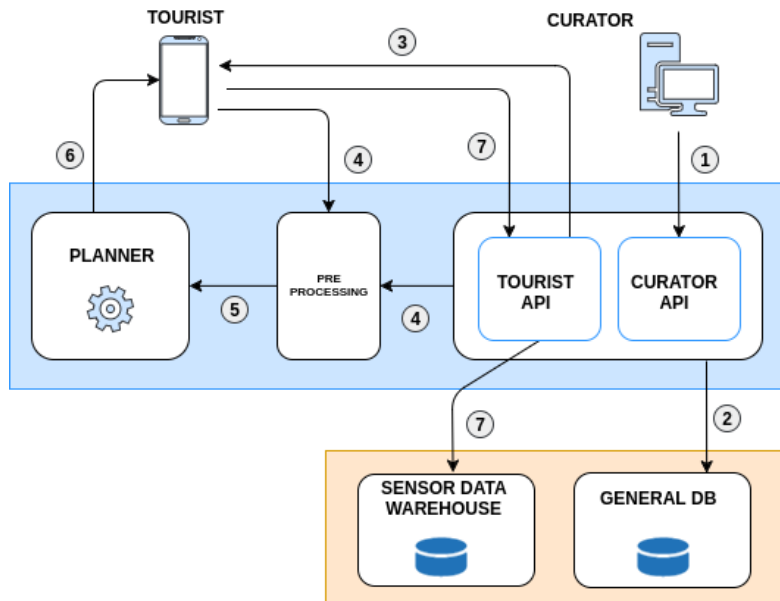 TOURIST
CURATOR
3
7
4
1
6
PLANNER
PRE
PROCESSING
TOURIST
API
CURATOR
API
5
4
7
2
SENSOR DATA
WAREHOUSE
GENERAL DB